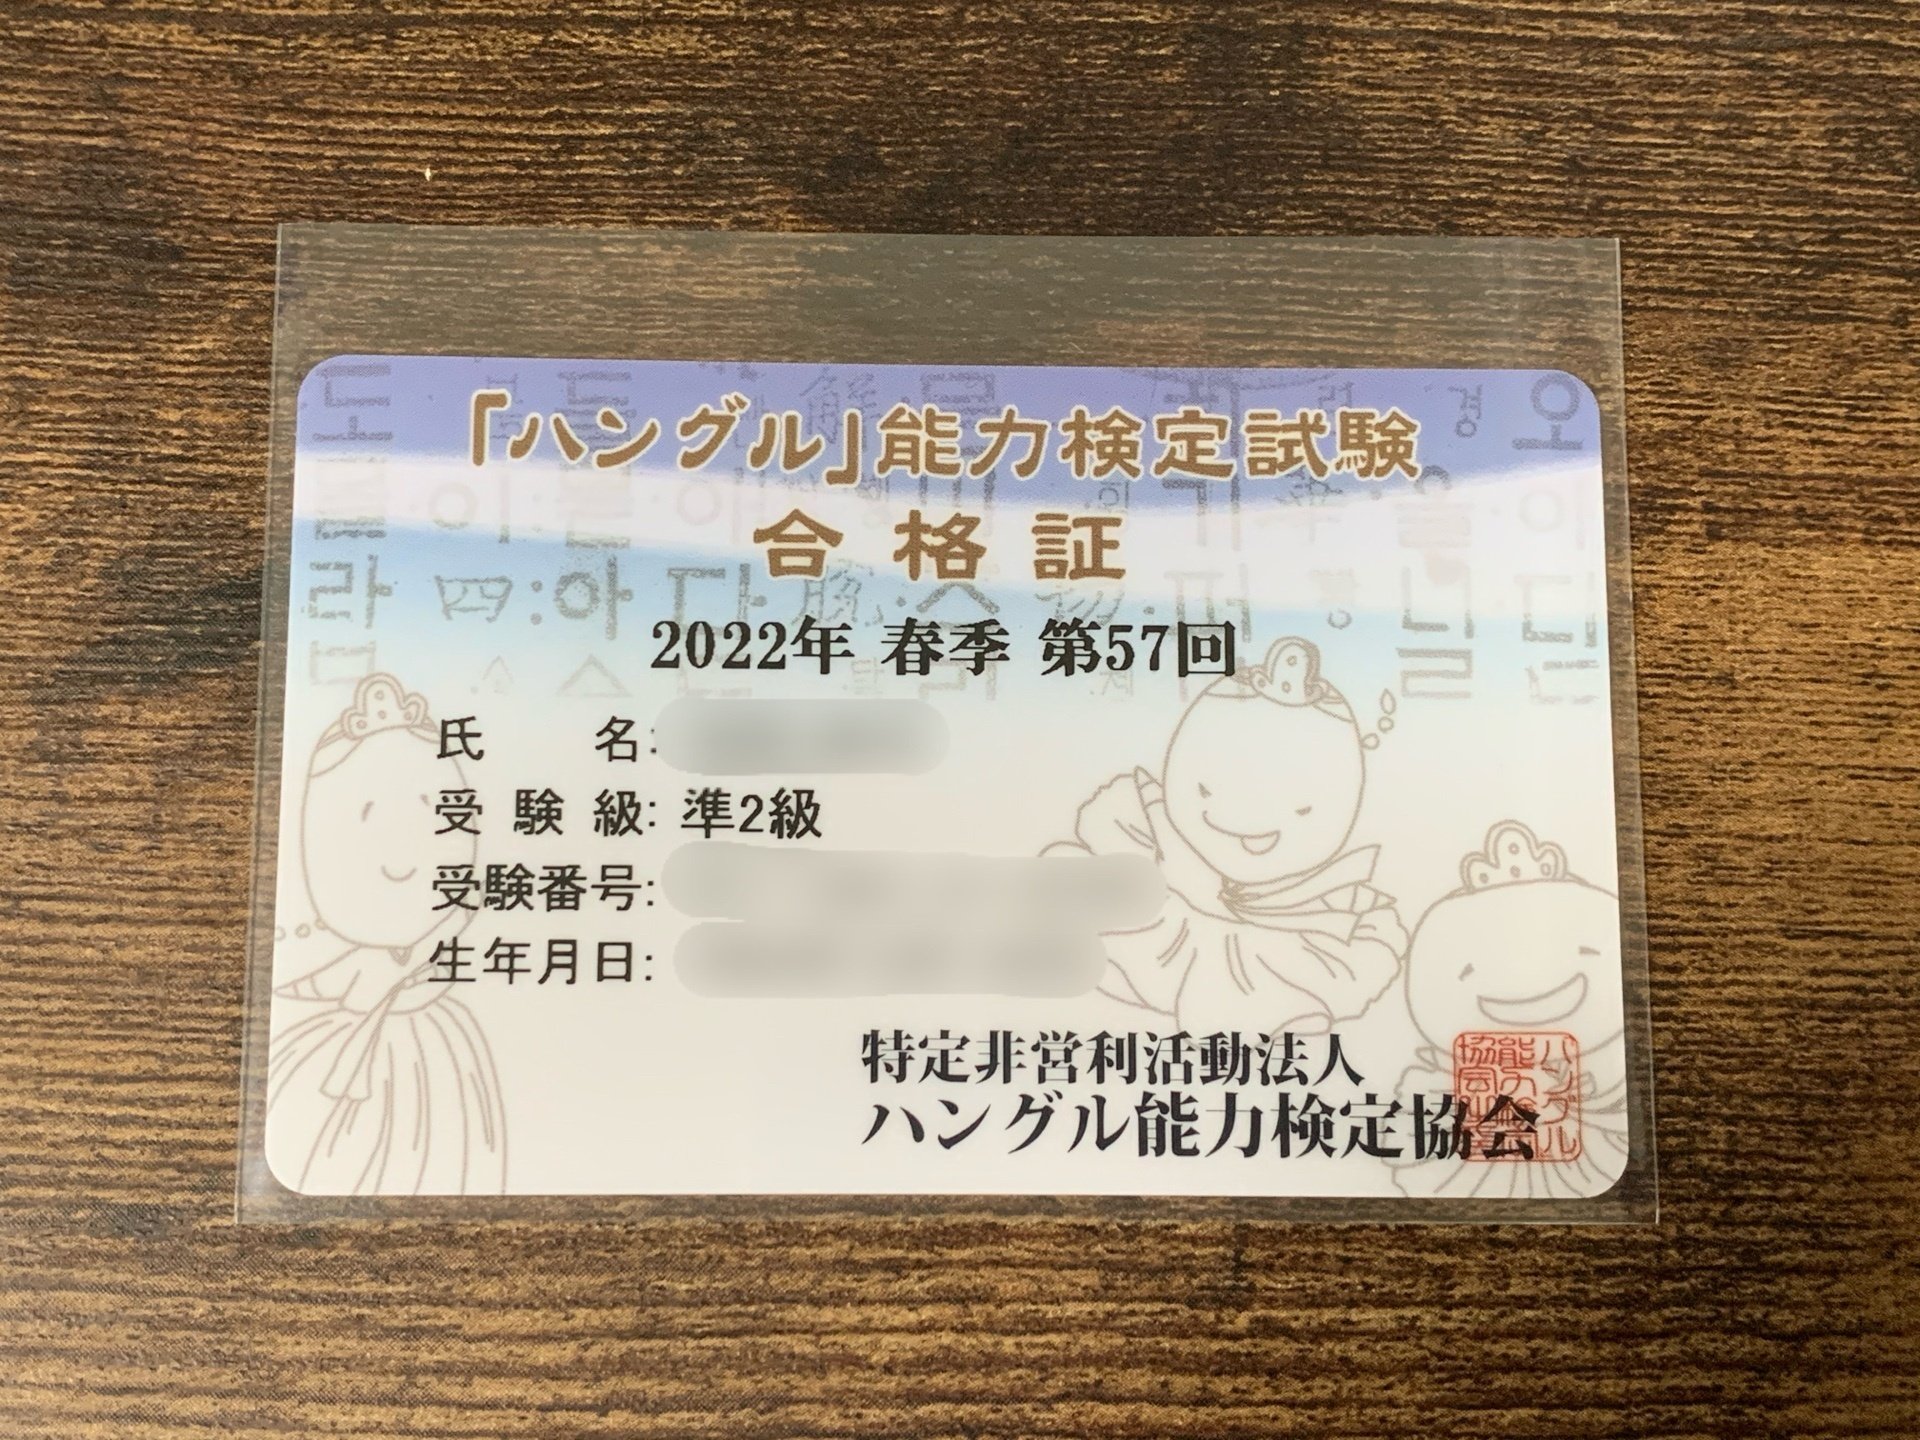 「ハングル」能力検定試験
合格証
2022年 春季 第57回
氏　名:
受験級: 準2級
受験番号:
生年月日:
特定非営利活動法人
ハングル能力検定協会